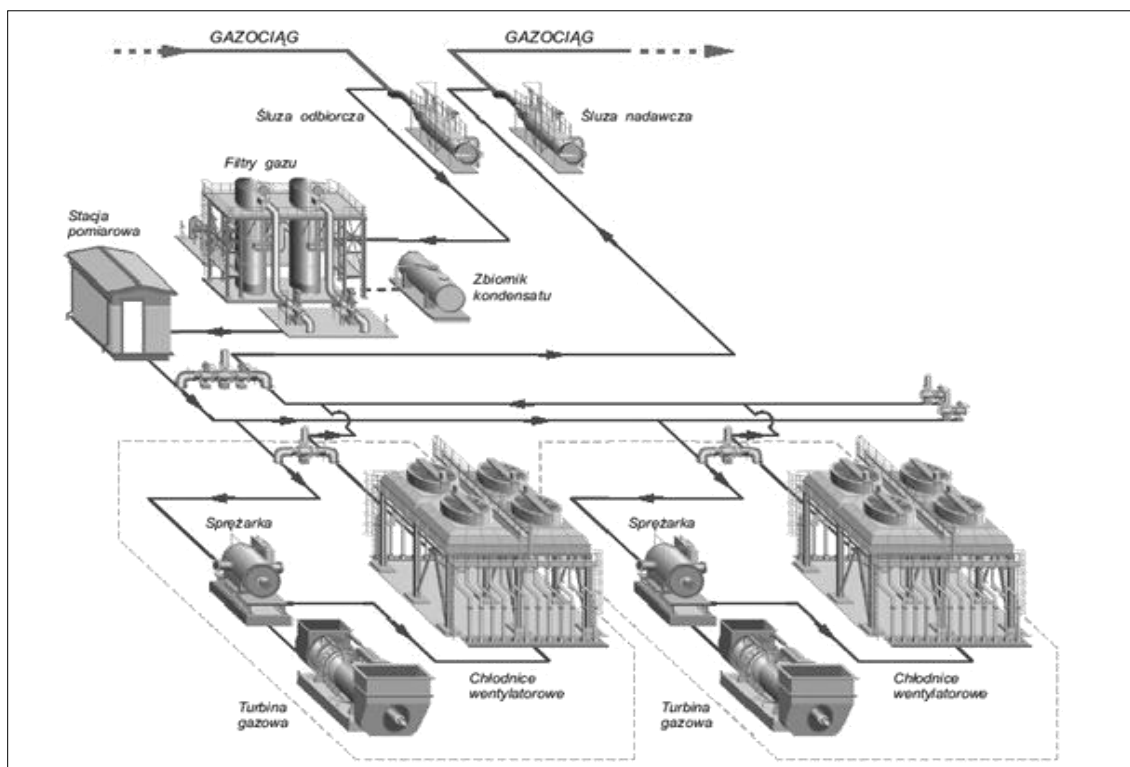 GAZOCIĄG
GAZOCIĄG
Śluza odbiorcza
Śluza nadawcza
Filtry gazu
Stacja
pomiarowa
Zbiornik
kondensatu
Sprężarka
Sprężarka
Chłodnice
wentylatorowe
Chłodnice
wentylatorowe
Turbina
gazowa
Turbina
gazowa